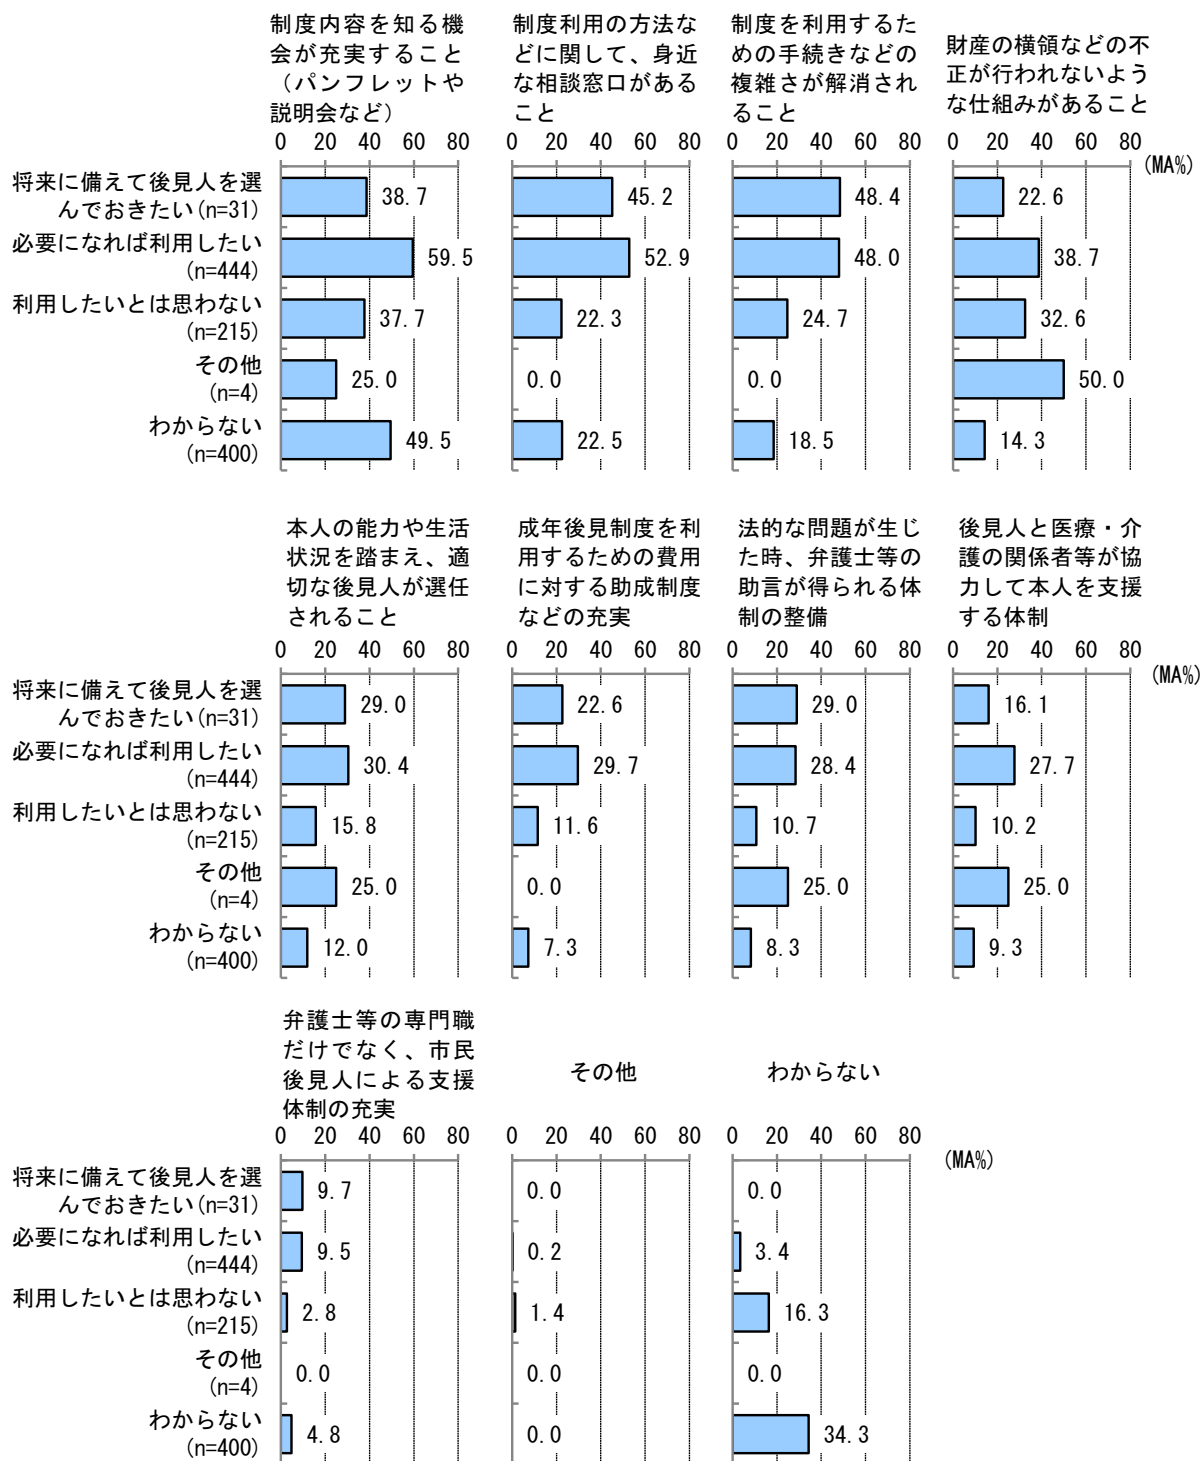 制度内容を知る機
会が充実すること
（パンフレットや
説明会など）
制度利用の方法な
どに関して、身近
な相談窓口がある
こと
制度を利用するた
めの手続きなどの
複雑さが解消され
ること
財産の横領などの不
正が行われないよう
な仕組みがあること
0 20 40 60 80
0 20 40 60 80
0 20 40 60 80
0 20 40 60 80
(MA%)
将来に備えて後見人を選
んでおきたい(n=31)
38.7
45.2
48.4
22.6
必要になれば利用したい
(n=444)
59.5
52.9
48.0
38.7
利用したいとは思わない
(n=215)
37.7
22.3
24.7
32.6
その他
(n=4)
25.0
0.0
0.0
50.0
わからない
(n=400)
49.5
22.5
18.5
14.3
本人の能力や生活
状況を踏まえ、適
切な後見人が選任
されること
成年後見制度を利
用するための費用
に対する助成制度
などの充実
法的な問題が生じ
た時、弁護士等の
助言が得られる体
制の整備
後見人と医療・介
護の関係者等が協
力して本人を支援
する体制
0 20 40 60 80
0 20 40 60 80
0 20 40 60 80
0 20 40 60 80
(MA%)
将来に備えて後見人を選
んでおきたい(n=31)
29.0
22.6
29.0
16.1
必要になれば利用したい
(n=444)
30.4
29.7
28.4
27.7
利用したいとは思わない
(n=215)
15.8
11.6
10.7
10.2
その他
(n=4)
25.0
0.0
25.0
25.0
わからない
(n=400)
12.0
7.3
8.3
9.3
弁護士等の専門職
だけでなく、市民
後見人による支援
体制の充実
その他
わからない
0 20 40 60 80
0 20 40 60 80
0 20 40 60 80
(MA%)
将来に備えて後見人を選
んでおきたい(n=31)
9.7
0.0
0.0
必要になれば利用したい
(n=444)
9.5
0.2
3.4
利用したいとは思わない
(n=215)
2.8
1.4
16.3
その他
(n=4)
0.0
0.0
0.0
わからない
(n=400)
4.8
0.0
34.3